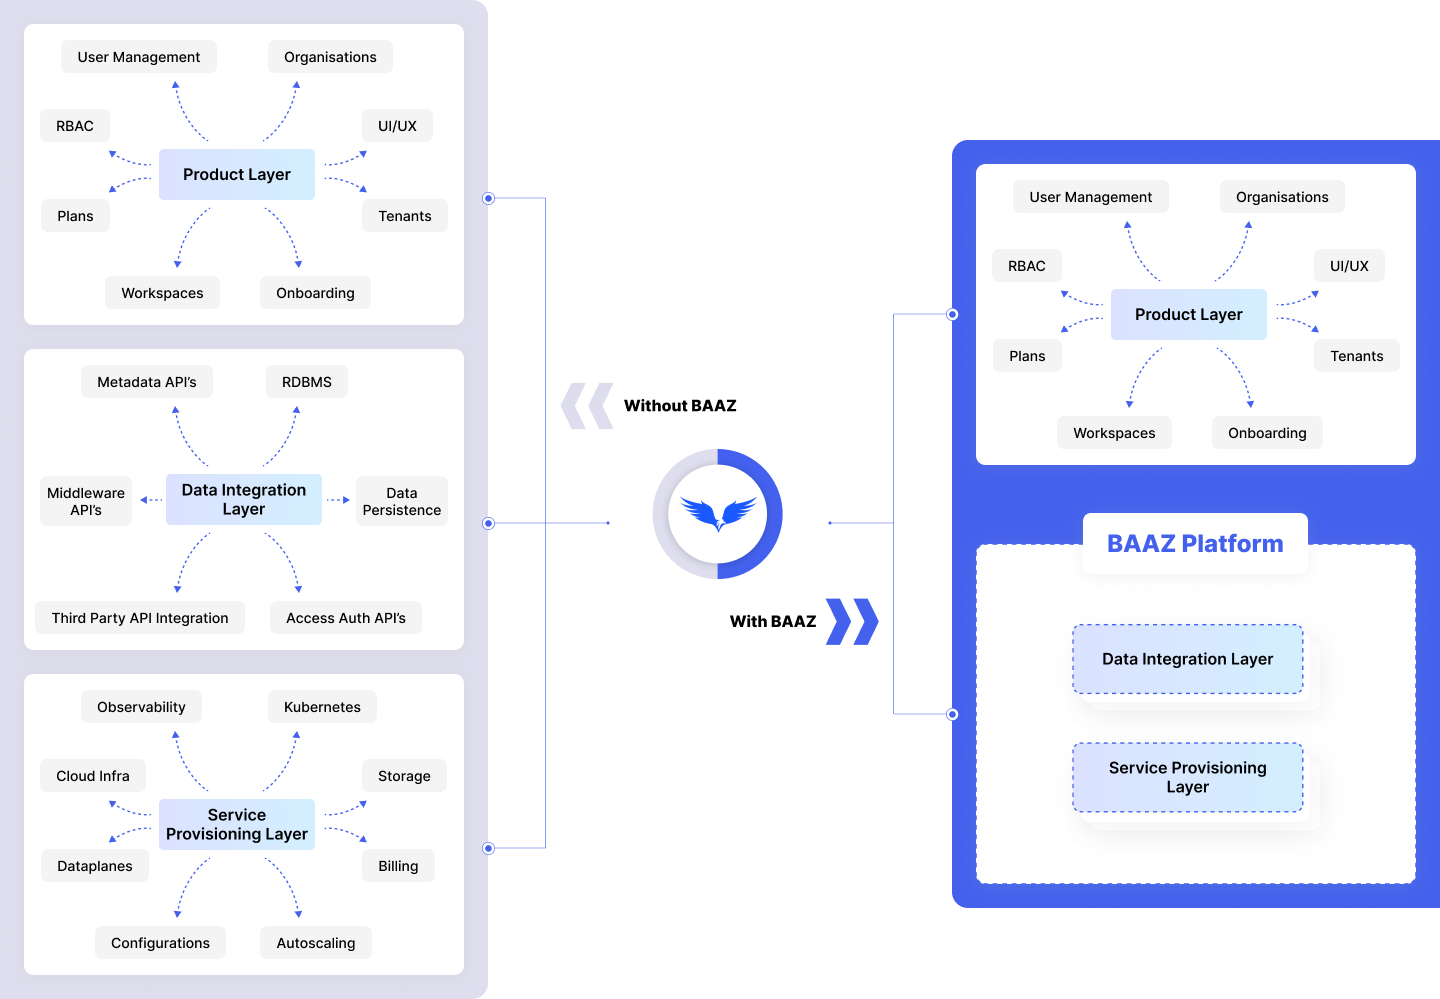 User Management
Organisations
RBAC
UI/UX
Product Layer
Plans
Tenants
Workspaces
Onboarding
Metadata API’s
RDBMS
Middleware
API’s
Data Integration
Layer
Data
Persistence
Third Party API Integration
Access Auth API’s
Observability
Kubernetes
Cloud Infra
Storage
Service
Provisioning Layer
Dataplanes
Billing
Configurations
Autoscaling
Without BAAZ
With BAAZ
User Management
Organisations
RBAC
UI/UX
Product Layer
Plans
Tenants
Workspaces
Onboarding
BAAZ Platform
Data Integration Layer
Service Provisioning
Layer